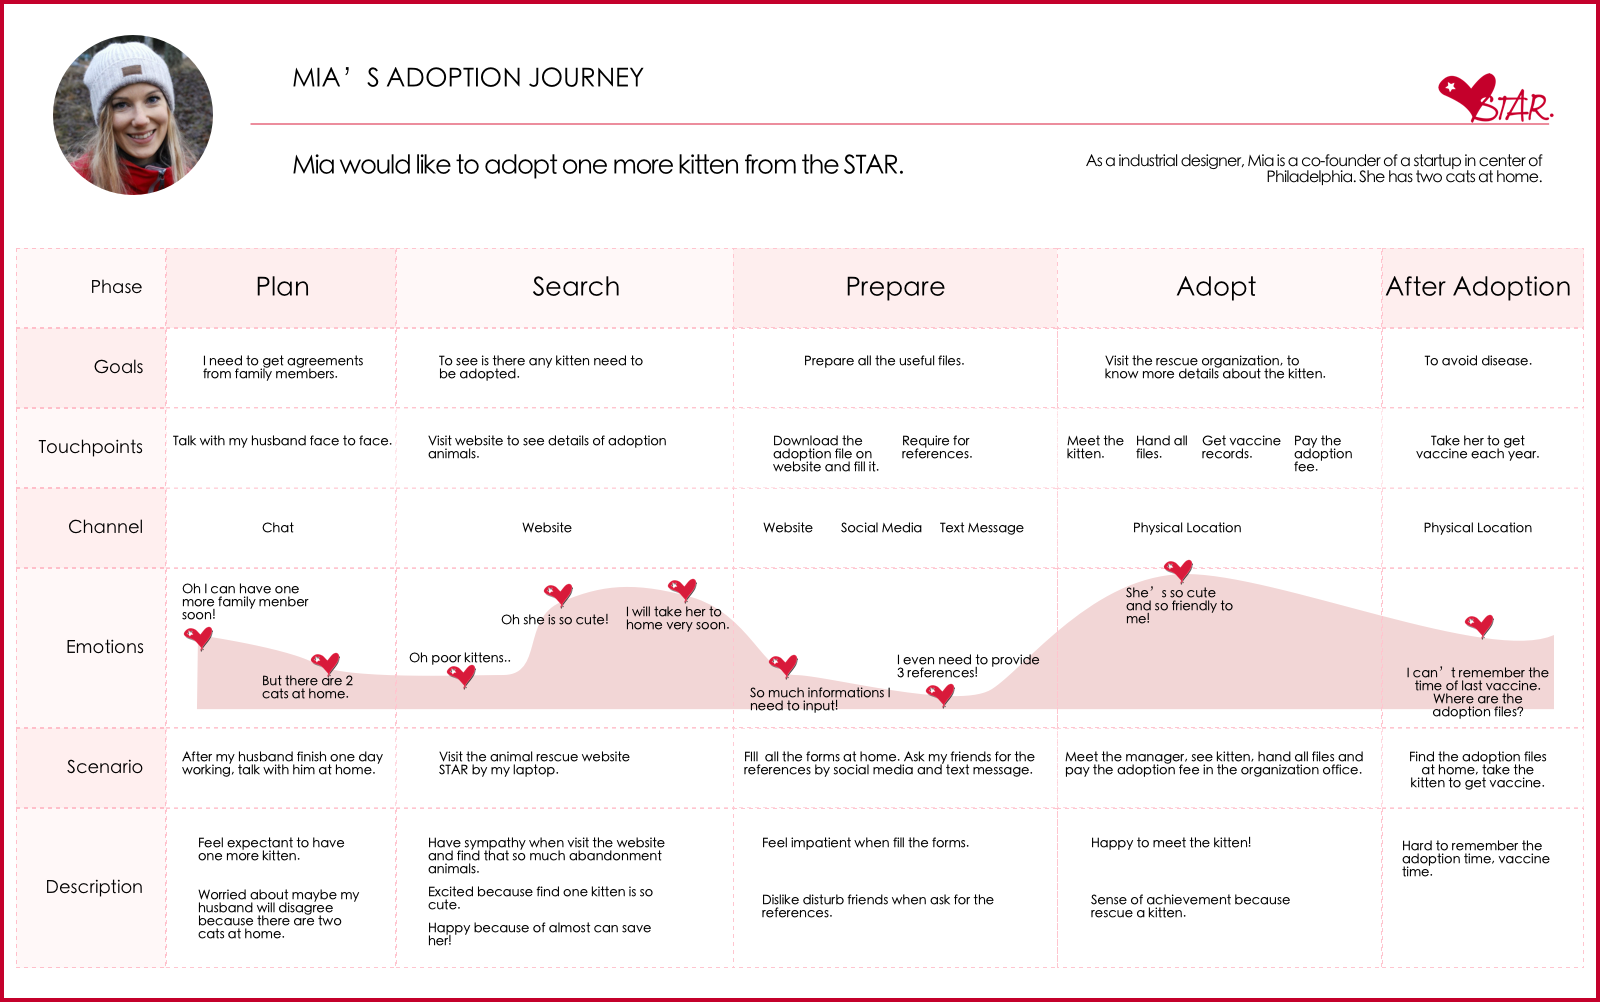 MIA’S ADOPTION JOURNEY
STAR.
Mia would like to adopt one more kitten from the STAR.
As a industrial designer, Mia is a co-founder of a startup in center of
Philadelphia. She has two cats at home.
Phase
Plan
Search
Prepare
Adopt
After Adoption
Goals
I need to get agreements
from family members.
To see is there any kitten need to
be adopted.
Prepare all the useful files.
Visit the rescue organization, to
know more details about the kitten.
To avoid disease.
Touchpoints
Talk with my husband face to face.
Visit website to see details of adoption
animals.
Download the
adoption file on
website and fill it.
Require for
references.
Meet the
kitten.
Hand all
files.
Get vaccine
records.
Pay the
adoption
fee.
Take her to get
vaccine each year.
Channel
Chat
Website
Website
Social Media
Text Message
Physical Location
Physical Location
Emotions
Oh I can have one
more family menber
soon!
But there are 2
cats at home.
Oh poor kittens..
Oh she is so cute!
I will take her to
home very soon.
So much informations I
need to input!
I even need to provide
3 references!
She’s so cute
and so friendly to
me!
I can’t remember the
time of last vaccine.
Where are the
adoption files?
Scenario
After my husband finish one day
working, talk with him at home.
Visit the animal rescue website
STAR by my laptop.
FIll all the forms at home. Ask my friends for the
references by social media and text message.
Meet the manager, see kitten, hand all files and
pay the adoption fee in the organization office.
Find the adoption files
at home, take the
kitten to get vaccine.
Description
Feel expectant to have
one more kitten.
Worried about maybe my
husband will disagree
because there are two
cats at home.
Have sympathy when visit the website
and find that so much abandonment
animals.
Excited because find one kitten is so
cute.
Happy because of almost can save
her!
Feel impatient when fill the forms.
Dislike disturb friends when ask for the
references.
Happy to meet the kitten!
Sense of achievement because
rescue a kitten.
Hard to remember the
adoption time, vaccine
time.